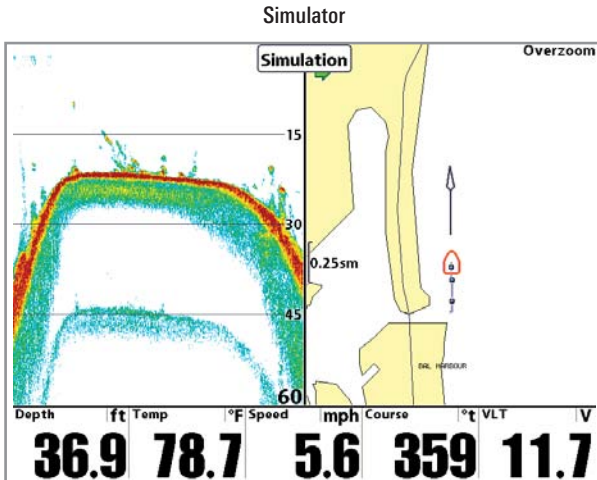 Simulator
Simulation
Overzoom
15
30
0.25sm
45
BAL HARBOUR
60
Depth ft Temp °F Speed mph Course °t VLT V
36.9 78.7 5.6 359 11.7